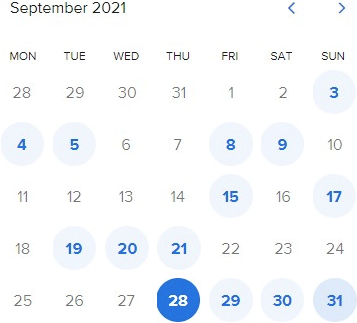 September 2021
MON TUE WED THU FRI SAT SUN
28 29 30 31 1 2 3
4 5 6 7 8 9 10
11 12 13 14 15 16 17
18 19 20 21 22 23 24
25 26 27 28 29 30 31